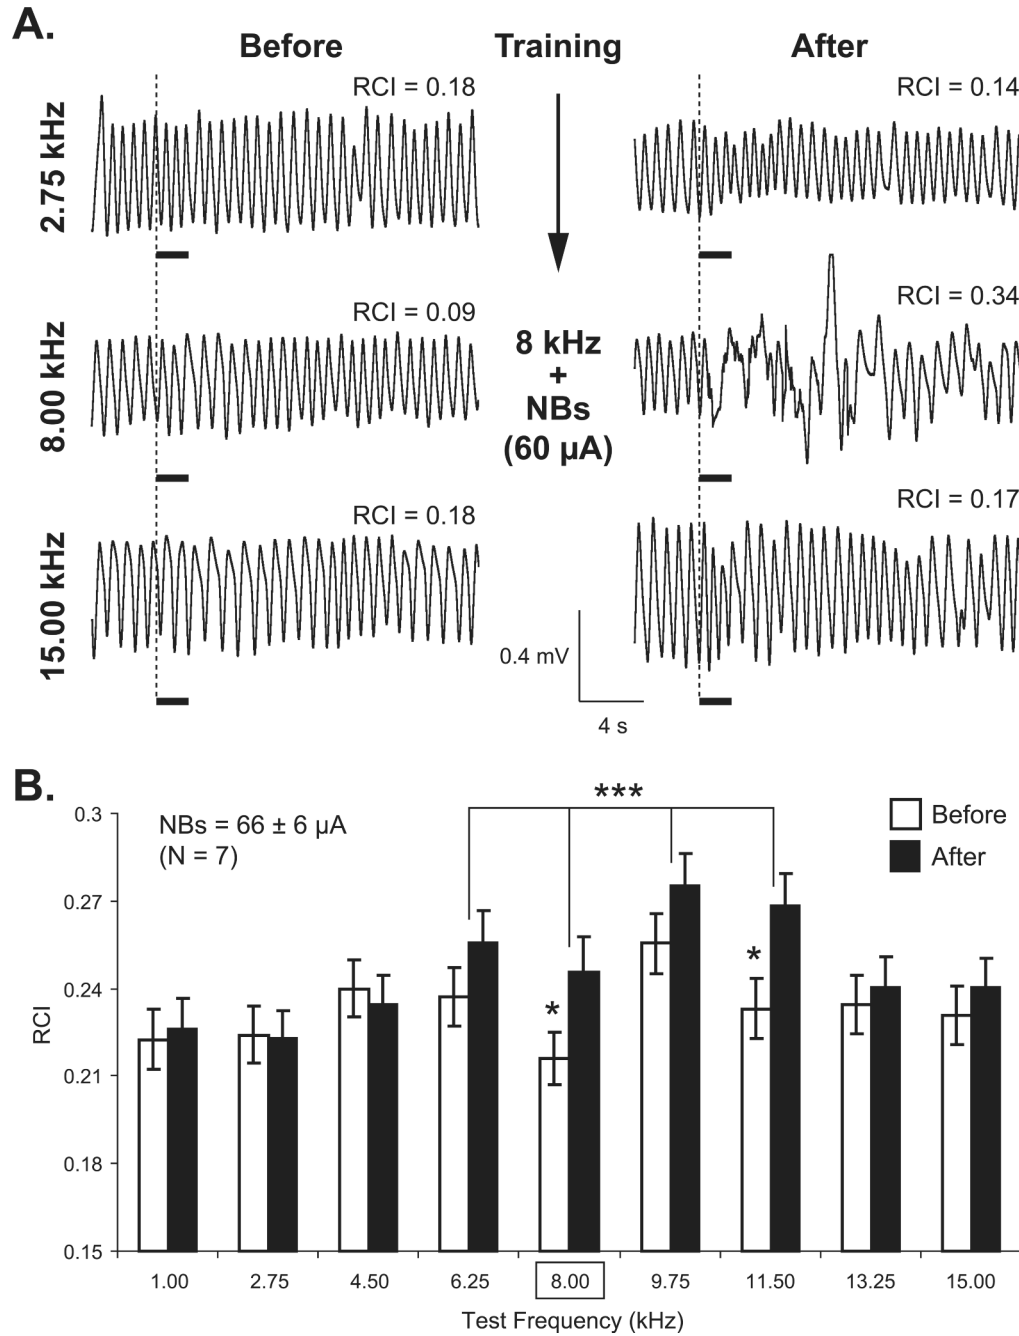 A.
Before
Training
After
2.75 kHz
RCI = 0.18
RCI = 0.14
8.00 kHz
RCI = 0.09
RCI = 0.34
8 kHz
+
NBs
(60 µA)
15.00 kHz
RCI = 0.18
RCI = 0.17
0.4 mV
4 s
B.
***
NBs = 66 ± 6 µA
(N = 7)
Before
After
*
*
RCI
0.3
0.27
0.24
0.21
0.18
0.15
1.00 2.75 4.50 6.25 8.00 9.75 11.50 13.25 15.00
Test Frequency (kHz)